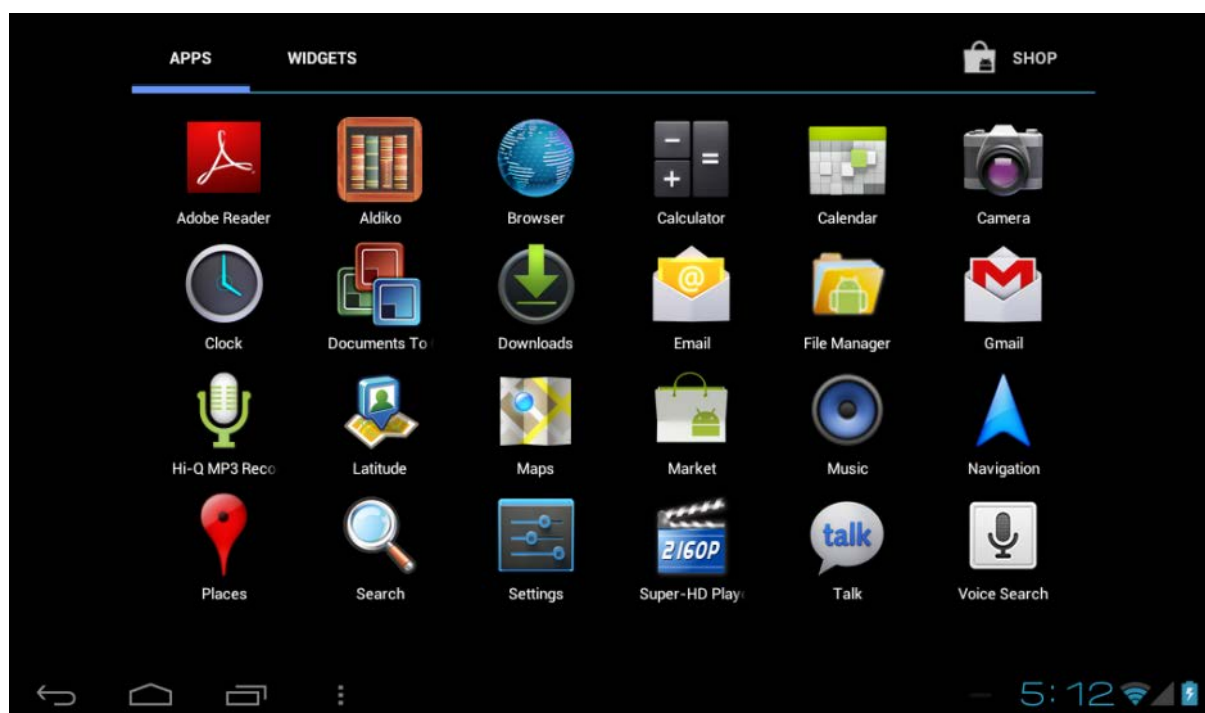 APPS WIDGETS SHOP
Adobe Reader Aldiko Browser Calculator Calendar Camera
Clock Documents To Downloads Email File Manager Gmail
Hi-Q MP3 Reco Latitude Maps Market Music Navigation
2160P talk
Places Search Settings Super-HD Playe Talk Voice Search
5:12